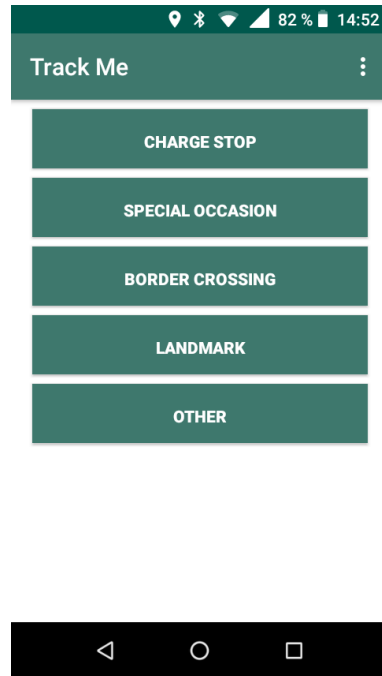 82 % 14:52
Track Me
CHARGE STOP
SPECIAL OCCASION
BORDER CROSSING
LANDMARK
OTHER